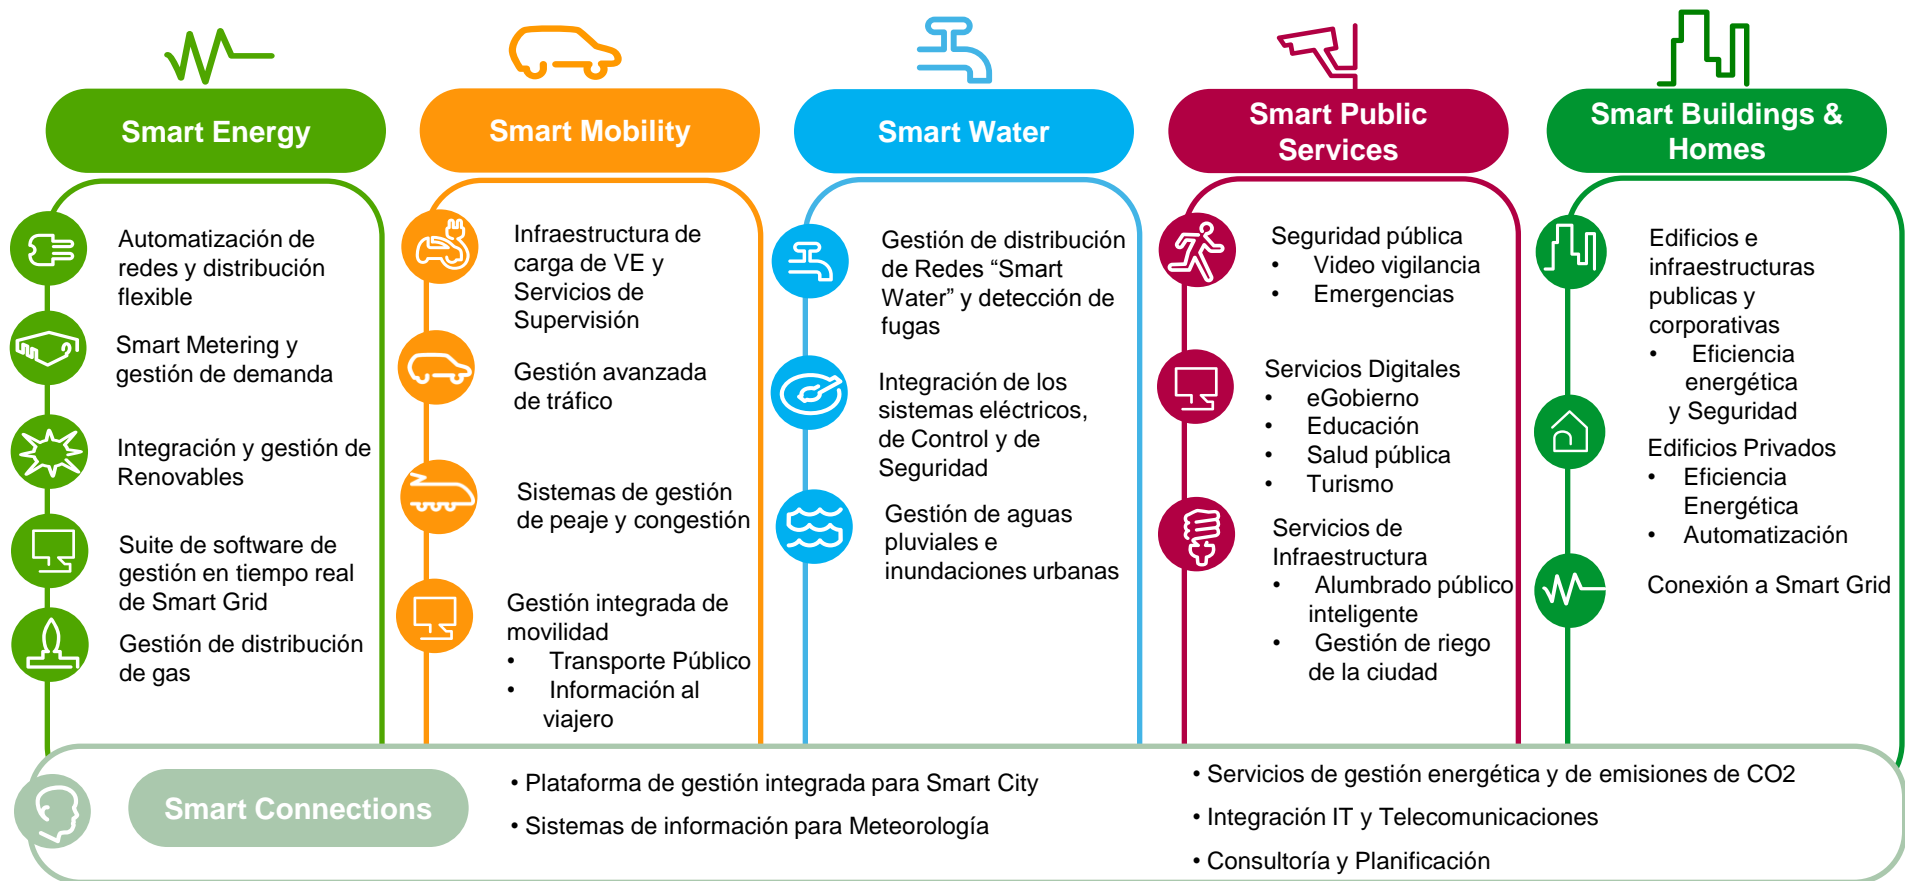 Smart Energy
Automatización de
redes y distribución
flexible
Smart Metering y
gestión de demanda
Integración y gestión de
Renovables
Suite de software de
gestión en tiempo real
de Smart Grid
Gestión de distribución
de gas
Smart Mobility
Infraestructura de
carga de VE y
Servicios de
Supervisión
Gestión avanzada
de tráfico
Sistemas de gestión
de peaje y congestión
Gestión integrada de
movilidad
• Transporte Público
• Información al
viajero
Smart Water
Gestión de distribución
de Redes “Smart
Water” y detección de
fugas
Integración de los
sistemas eléctricos,
de Control y de
Seguridad
Gestión de aguas
pluviales e
inundaciones urbanas
Smart Public
Services
Seguridad pública
• Video vigilancia
• Emergencias
Servicios Digitales
• eGobierno
• Educación
• Salud pública
• Turismo
Servicios de
Infraestructura
• Alumbrado público
inteligente
• Gestión de riego
de la ciudad
Smart Buildings &
Homes
Edificios e
infraestructuras
publicas y
corporativas
• Eficiencia
energética
y Seguridad
Edificios Privados
• Eficiencia
Energética
• Automatización
Conexión a Smart Grid
Smart Connections
• Plataforma de gestión integrada para Smart City
• Sistemas de información para Meteorología
• Servicios de gestión energética y de emisiones de CO2
• Integración IT y Telecomunicaciones
• Consultoría y Planificación